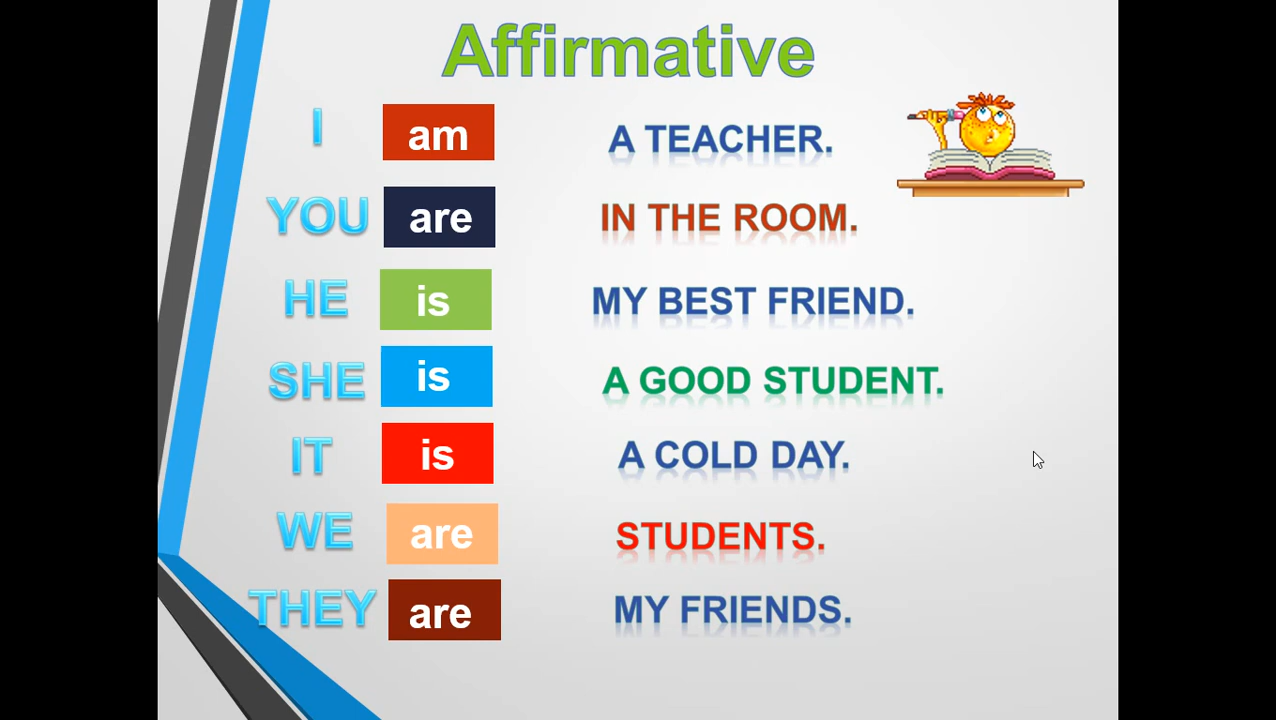 Affirmative
I am A TEACHER.
YOU are IN THE ROOM.
HE is MY BEST FRIEND.
SHE is A GOOD STUDENT.
IT is A COLD DAY.
WE are STUDENTS.
THEY are MY FRIENDS.